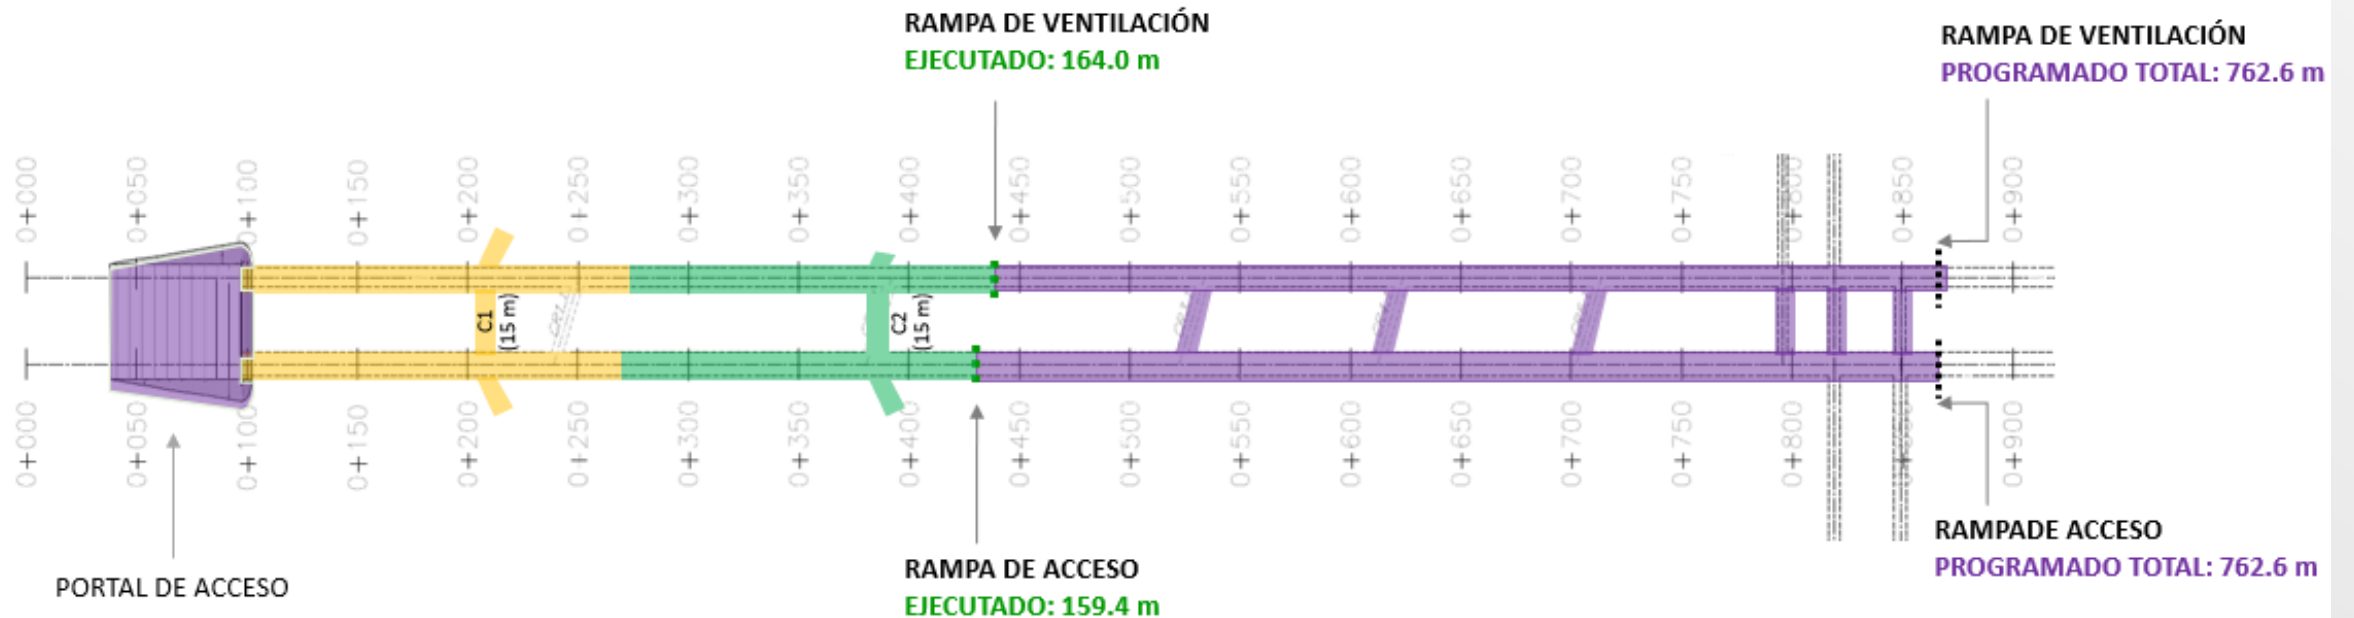 RAMPA DE VENTILACIÓN
EJECUTADO: 164.0 m
RAMPA DE VENTILACIÓN
PROGRAMADO TOTAL: 762.6 m
0+000
0+050
0+100
0+150
0+200
0+250
0+300
0+350
0+400
0+450
0+500
0+550
0+600
0+650
0+700
0+750
0+800
0+850
0+900
C1
(15 m)
C2
(15 m)
0+000
0+050
0+100
0+150
0+200
0+250
0+300
0+350
0+400
0+450
0+500
0+550
0+600
0+650
0+700
0+750
0+800
0+900
PORTAL DE ACCESO
RAMPA DE ACCESO
EJECUTADO: 159.4 m
RAMPADE ACCESO
PROGRAMADO TOTAL: 762.6 m